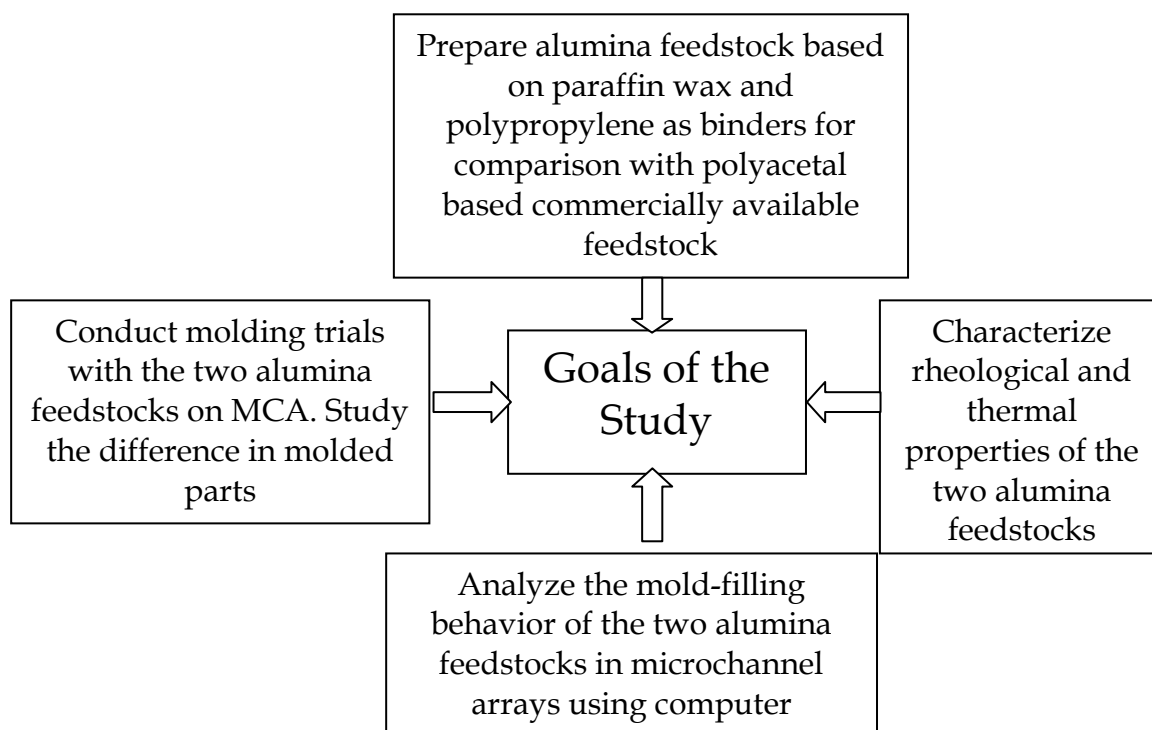 Prepare alumina feedstock based
on paraffin wax and
polypropylene as binders for
comparison with polyacetal
based commercially available
feedstock
Conduct molding trials
with the two alumina
feedstocks on MCA. Study
the difference in molded
parts
Goals of the
Study
Characterize
rheological and
thermal
properties of the
two alumina
feedstocks
Analyze the mold-filling
behavior of the two alumina
feedstocks in microchannel
arrays using computer